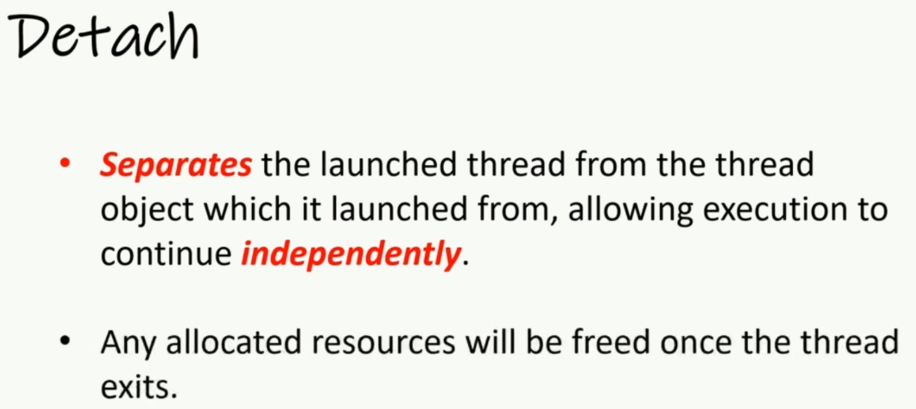 Detach
• Separates the launched thread from the thread
object which it launched from, allowing execution to
continue independently.
• Any allocated resources will be freed once the thread
exits.